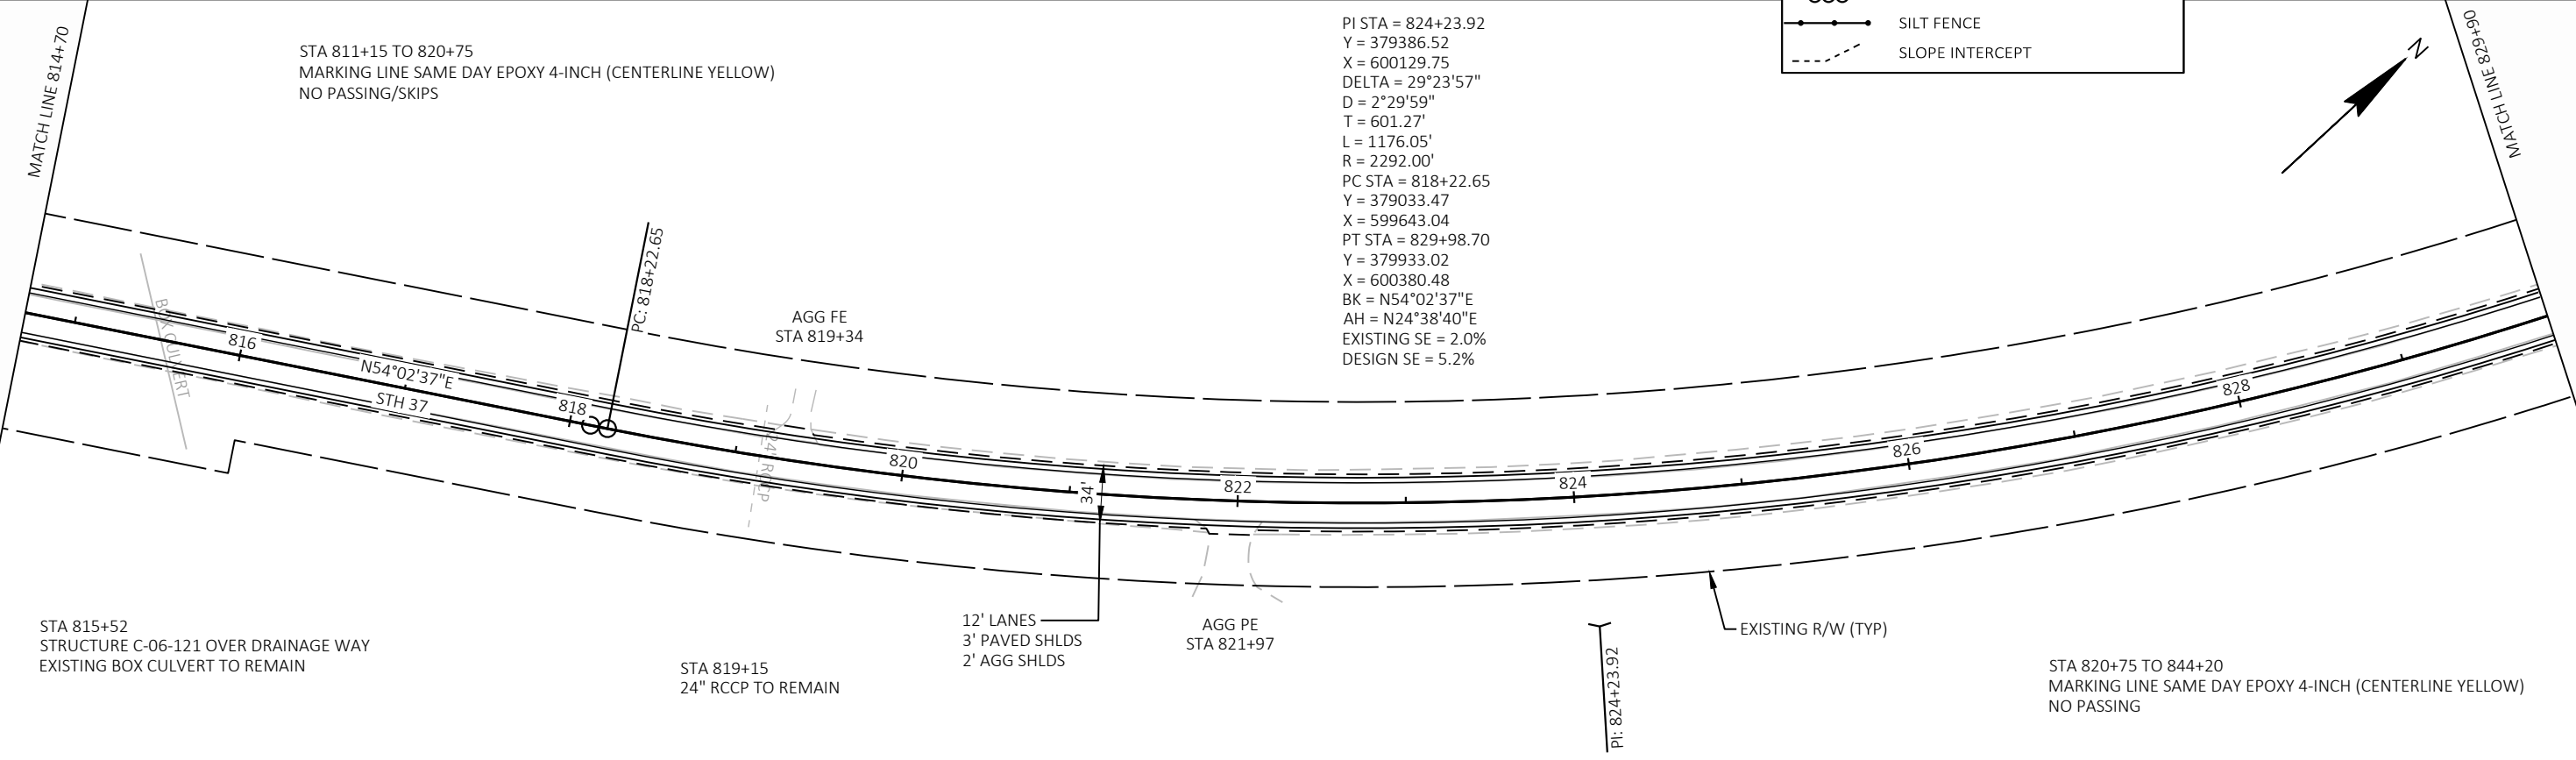 MATCH LINE 814+70
STA 811+15 TO 820+75
MARKING LINE SAME DAY EPOXY 4-INCH (CENTERLINE YELLOW)
NO PASSING/SKIPS
PI STA = 824+23.92
Y = 379386.52
X = 600129.75
DELTA = 29°23'57"
D = 2°29'59"
T = 601.27'
L = 1176.05'
R = 2292.00'
PC STA = 818+22.65
Y = 379033.47
X = 599643.04
PT STA = 829+98.70
Y = 379933.02
X = 600380.48
BK = N54°02'37"E
AH = N24°38'40"E
EXISTING SE = 2.0%
DESIGN SE = 5.2%
SILT FENCE
SLOPE INTERCEPT
N
MATCH LINE 829+90
BOX CULVERT
816
N54°02'37"E
STH 37
818
PC: 818+22.65
AGG FE
STA 819+34
24" RCCP
820
34'
822
824
826
828
12' LANES
3' PAVED SHLDS
2' AGG SHLDS
AGG PE
STA 821+97
PI: 824+23.92
EXISTING R/W (TYP)
STA 815+52
STRUCTURE C-06-121 OVER DRAINAGE WAY
EXISTING BOX CULVERT TO REMAIN
STA 819+15
24" RCCP TO REMAIN
STA 820+75 TO 844+20
MARKING LINE SAME DAY EPOXY 4-INCH (CENTERLINE YELLOW)
NO PASSING